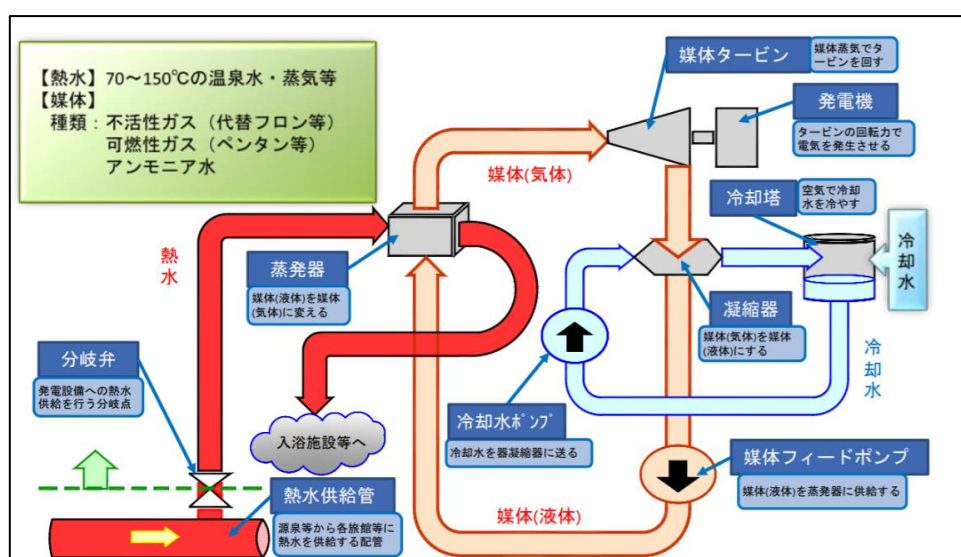 【熱水】70～150℃の温泉水・蒸気等
【媒体】
種類：不活性ガス（代替フロン等）
可燃性ガス（ペンタン等）
アンモニア水
媒体タービン
媒体蒸気でタ
ービンを回す
発電機
タービンの回転力で
電気を発生させる
媒体(気体)
冷却塔
空気で冷却
水を冷やす
冷却水
熱水
蒸発器
媒体(液体)を媒体
(気体)に変える
凝縮器
媒体(気体)を媒体
(液体)にする
冷却水
分岐弁
発電設備への熱水
供給を行う分岐点
入浴施設等へ
冷却水ﾎﾟﾝﾌﾟ
冷却水を器凝縮器に送る
媒体フィードポンプ
媒体(液体)を蒸発器に供給する
熱水供給管
源泉等から各旅館等に
熱水を供給する配管
媒体(液体)